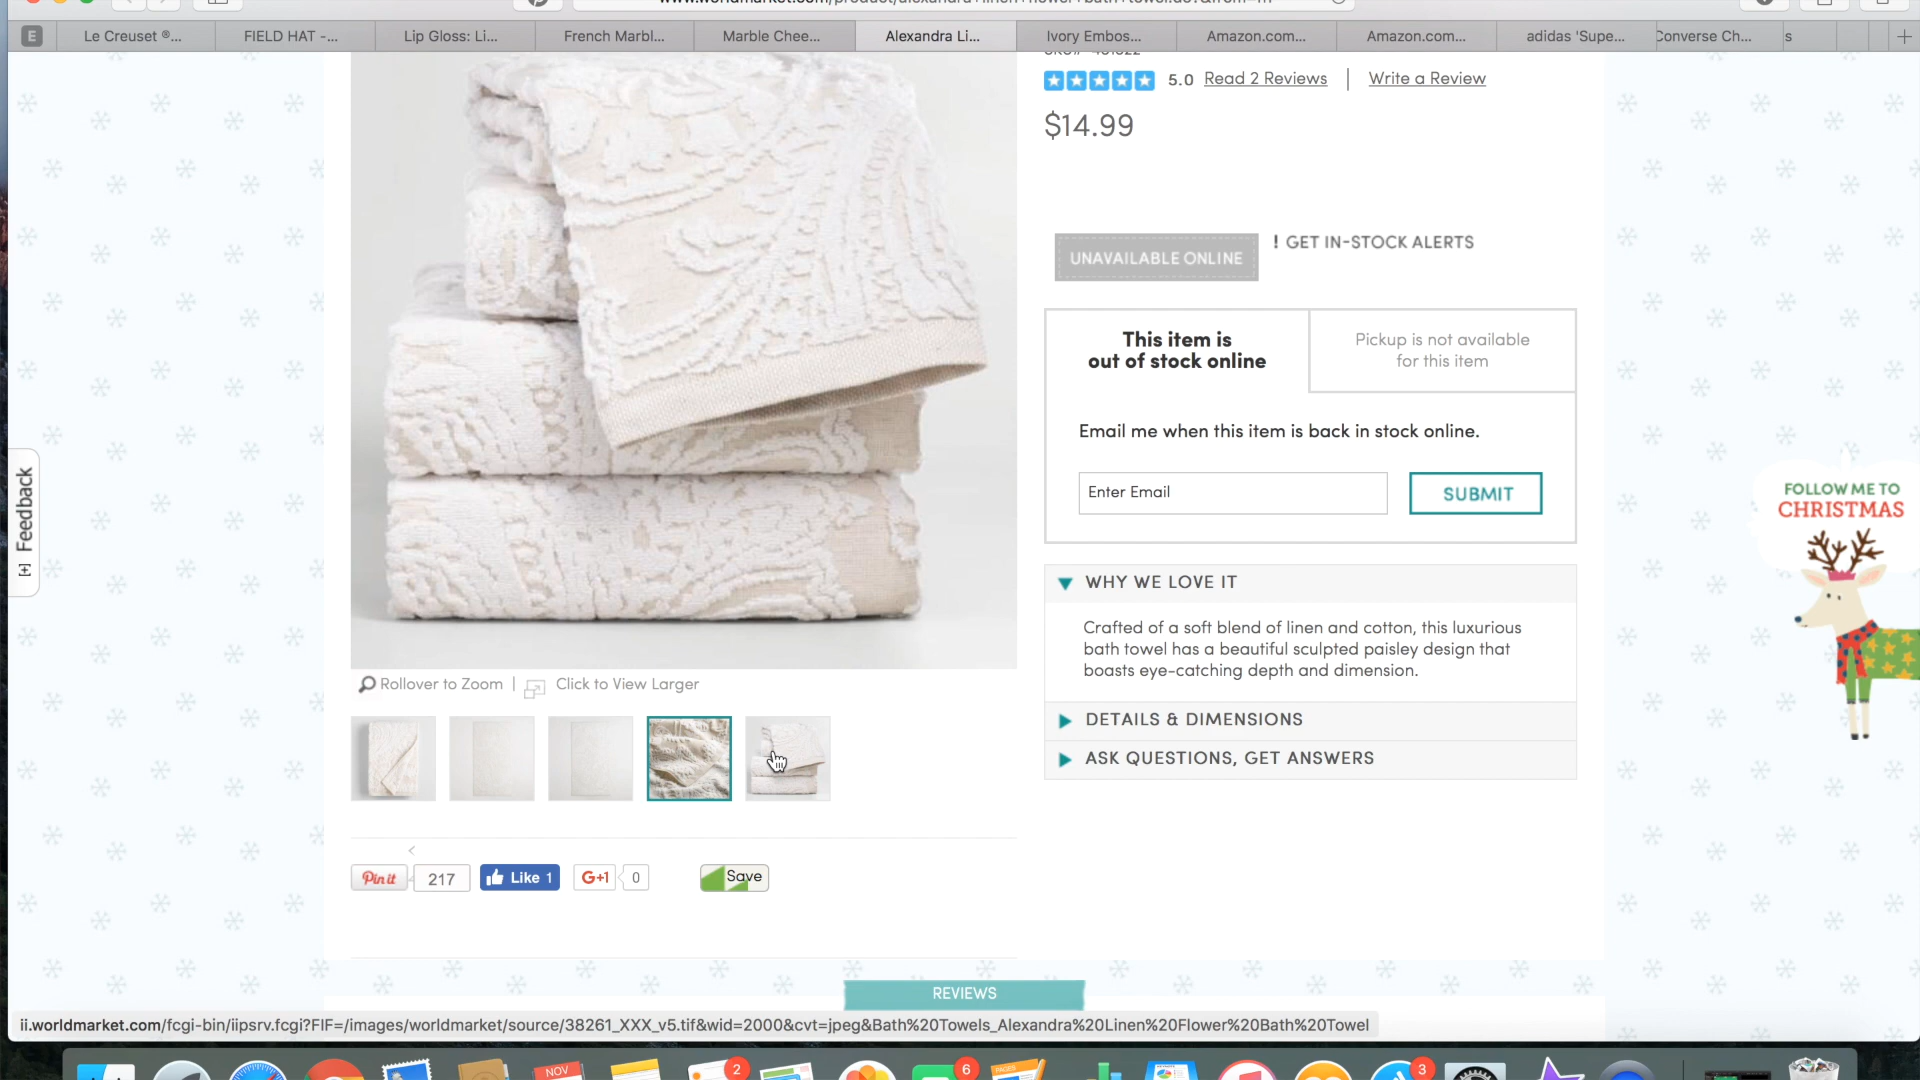 E
Le Creuset ®...
FIELD HAT -...
Lip Gloss: Li...
French Marbl...
Marble Chee...
Alexandra Li...
Ivory Embos...
Amazon.com...
Amazon.com...
adidas 'Supe...
Converse Ch...
s
5.0 Read 2 Reviews | Write a Review
$14.99
UNAVAILABLE ONLINE
! GET IN-STOCK ALERTS
This item is
out of stock online
Pickup is not available
for this item
Email me when this item is back in stock online.
Enter Email
SUBMIT
WHY WE LOVE IT
Crafted of a soft blend of linen and cotton, this luxurious
bath towel has a beautiful sculpted paisley design that
boasts eye-catching depth and dimension.
DETAILS & DIMENSIONS
ASK QUESTIONS, GET ANSWERS
Rollover to Zoom | Click to View Larger
Pin it
217
Like 1
G+1
0
Save
[+] Feedback
FOLLOW ME TO
CHRISTMAS
REVIEWS
ii.worldmarket.com/fcgi-bin/iipsrv.fcgi?FIF=/images/worldmarket/source/38261_XXX_v5.tif&wid=2000&cvt=jpeg&Bath%20Towels_Alexandra%20Linen%20Flower%20Bath%20Towel
NOV
2
6
PAGES
3